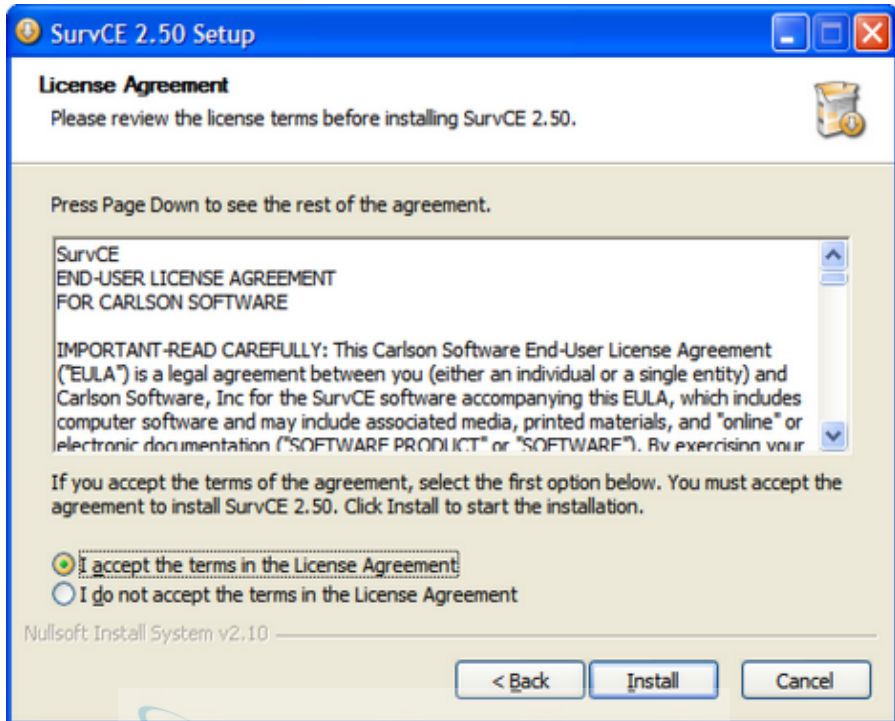 SurvCE 2.50 Setup
License Agreement
Please review the license terms before installing SurvCE 2.50.
Press Page Down to see the rest of the agreement.
SurvCE
END-USER LICENSE AGREEMENT
FOR CARLSON SOFTWARE
IMPORTANT-READ CAREFULLY: This Carlson Software End-User License Agreement
("EULA") is a legal agreement between you (either an individual or a single entity) and
Carlson Software, Inc for the SurvCE software accompanying this EULA, which includes
computer software and may include associated media, printed materials, and "online" or
electronic documentation ("SOFTWARE PRODUCT" or "SOFTWARE"). By exercising your
If you accept the terms of the agreement, select the first option below. You must accept the
agreement to install SurvCE 2.50. Click Install to start the installation.
I accept the terms in the License Agreement
I do not accept the terms in the License Agreement
Nullsoft Install System v2.10
< Back Install Cancel